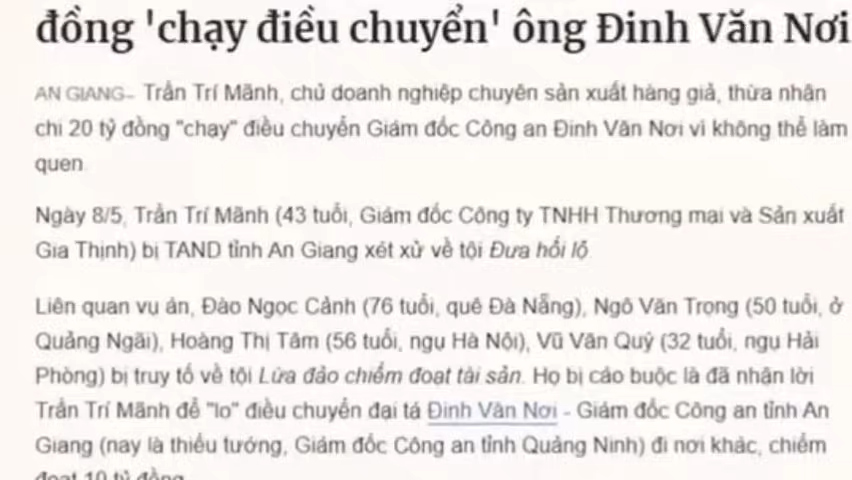 đồng 'chạy điều chuyển' ông Đinh Văn Nơi
AN GIANG- Trần Trí Mãnh, chủ doanh nghiệp chuyên sản xuất hàng giả, thừa nhận
chi 20 tỷ đồng "chạy" điều chuyển Giám đốc Công an Đinh Văn Nơi vì không thể làm
quen.
Ngày 8/5, Trần Trí Mãnh (43 tuổi, Giám đốc Công ty TNHH Thương mại và Sản xuất
Gia Thịnh) bị TAND tỉnh An Giang xét xử về tội Đưa hối lộ.
Liên quan vụ án, Đào Ngọc Cảnh (76 tuổi, quê Đà Nẵng), Ngô Văn Trọng (50 tuổi, ở
Quảng Ngãi), Hoàng Thị Tâm (56 tuổi, ngụ Hà Nội), Vũ Văn Quý (32 tuổi, ngụ Hải
Phòng) bị truy tố về tội Lừa đảo chiếm đoạt tài sản. Họ bị cáo buộc là đã nhận lời
Trần Trí Mãnh để "lo" điều chuyển đại tá Đinh Văn Nơi - Giám đốc Công an tỉnh An
Giang (nay là thiếu tướng, Giám đốc Công an tỉnh Quảng Ninh) đi nơi khác, chiếm
đoạt 10 tỷ đồng